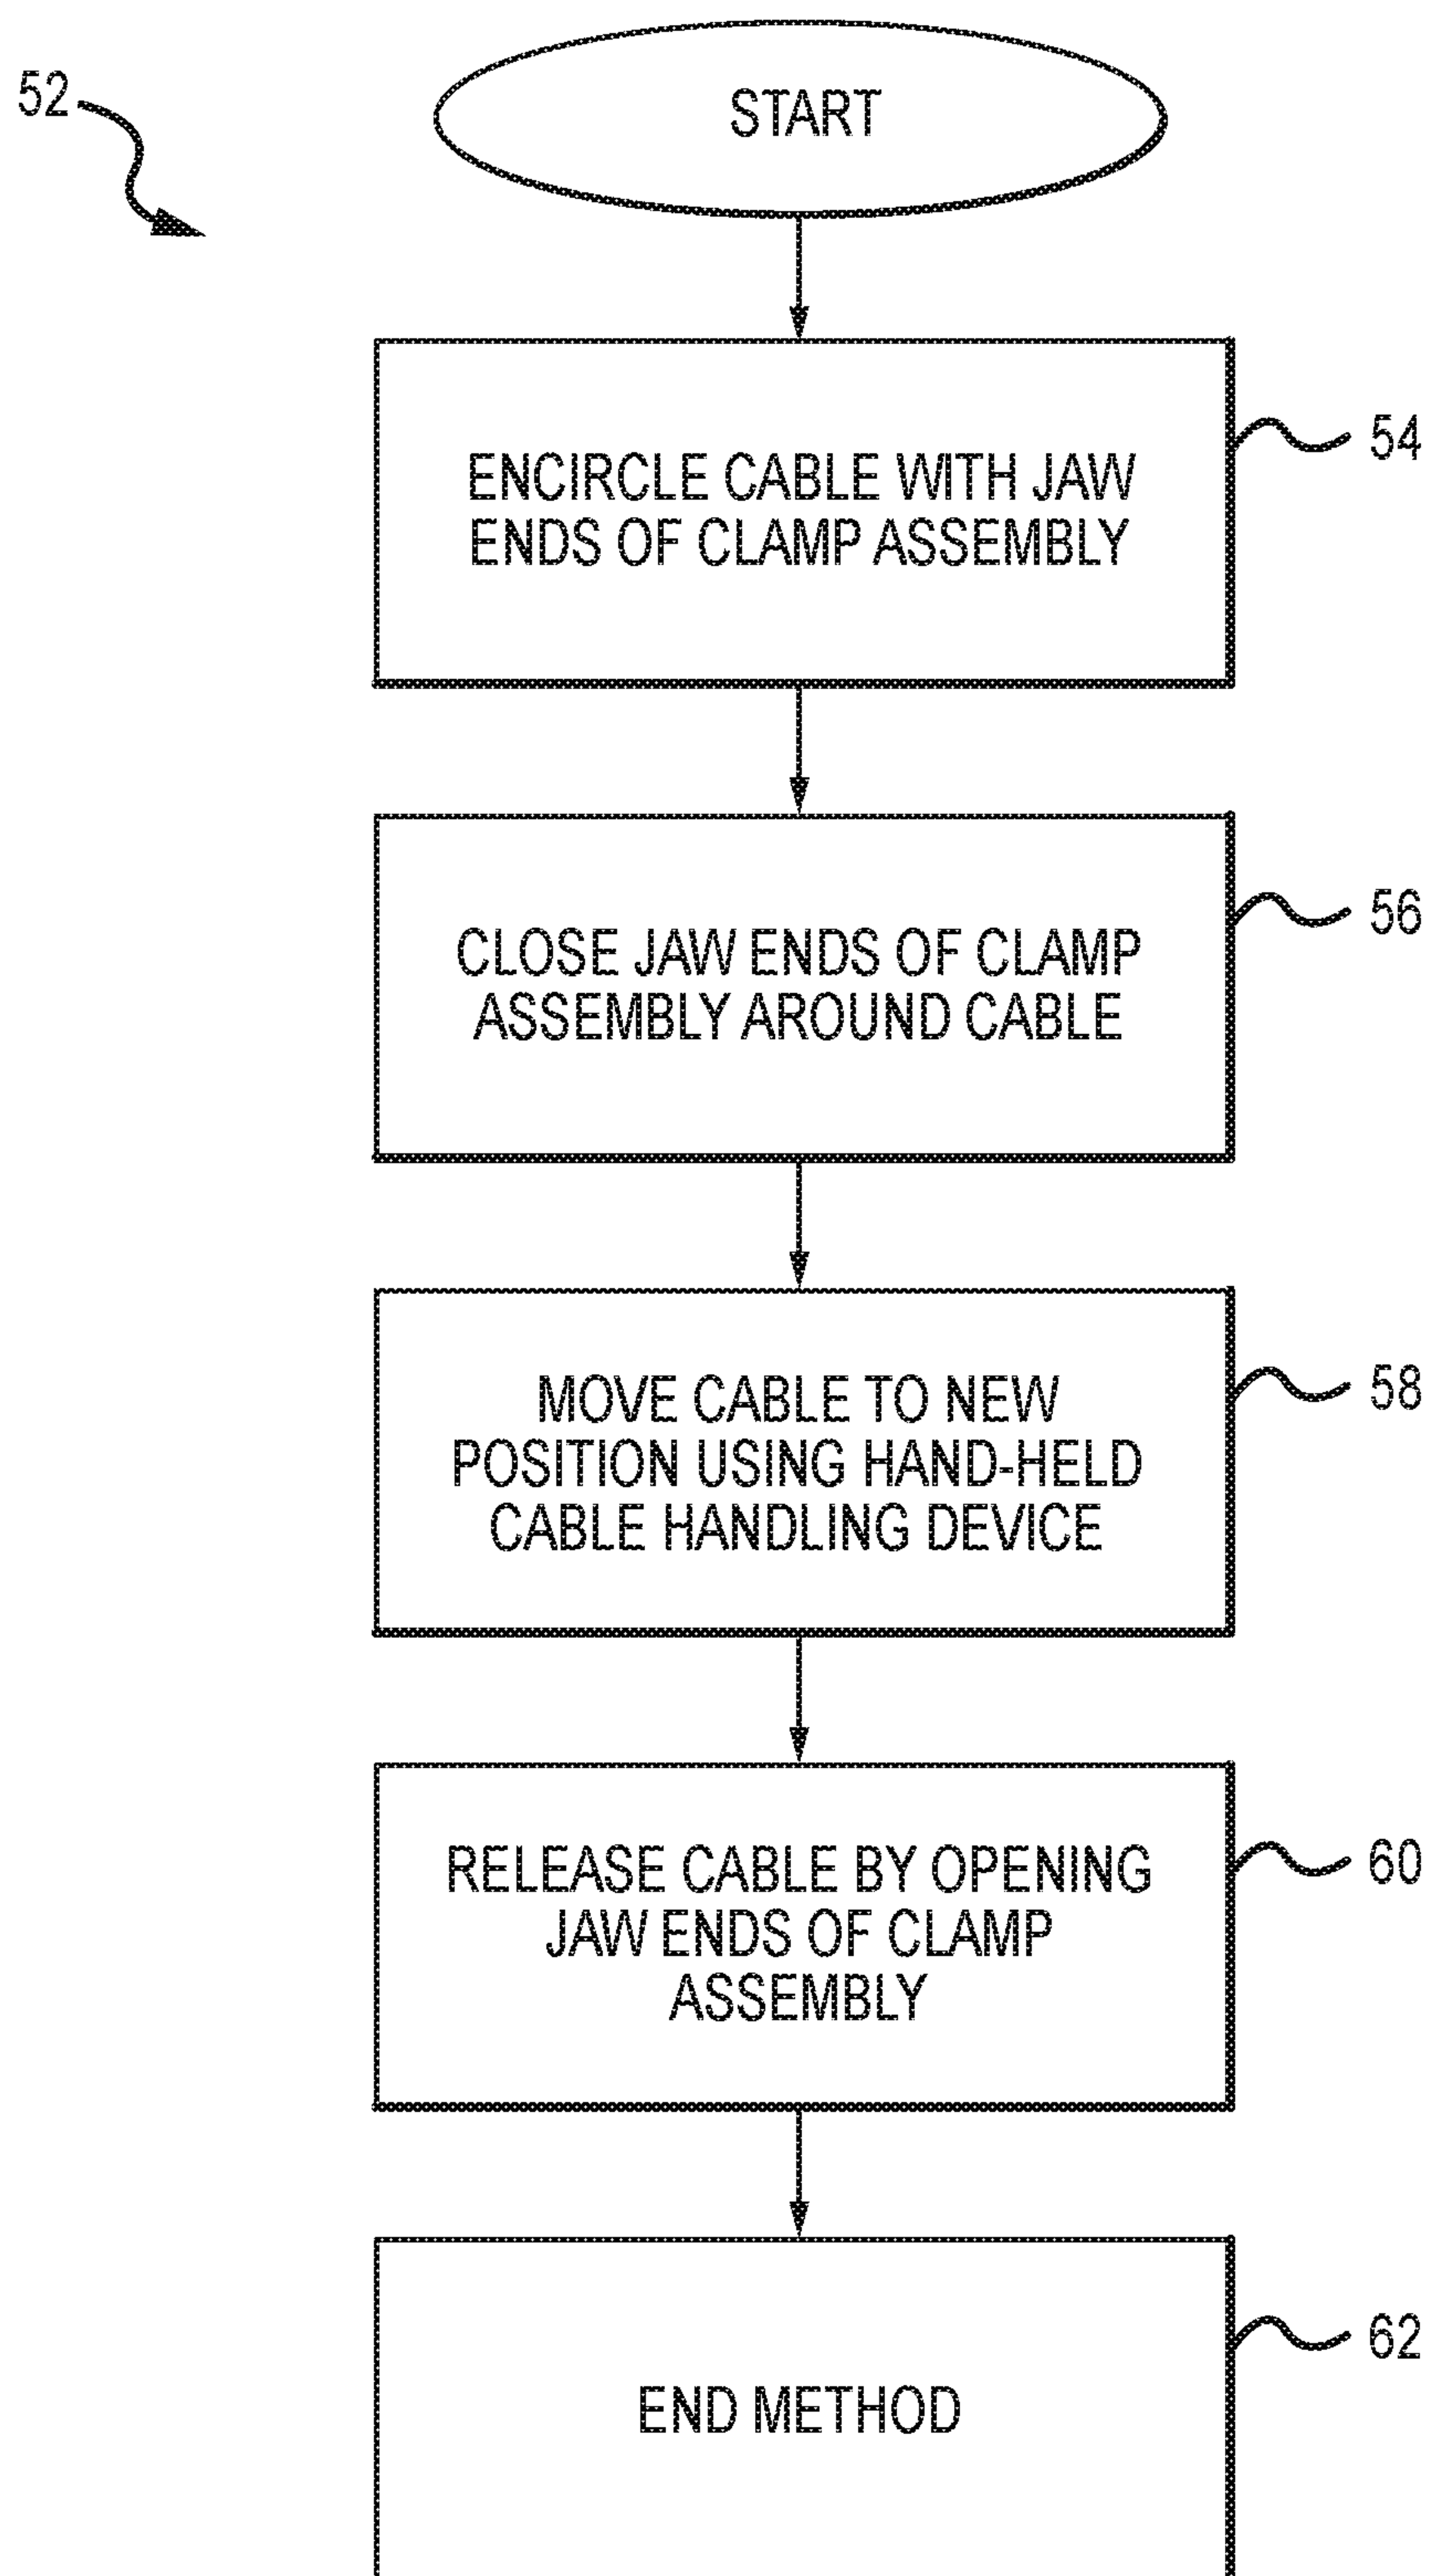 52
START
ENCIRCLE CABLE WITH JAW
ENDS OF CLAMP ASSEMBLY
54
CLOSE JAW ENDS OF CLAMP
ASSEMBLY AROUND CABLE
56
MOVE CABLE TO NEW
POSITION USING HAND-HELD
CABLE HANDLING DEVICE
58
RELEASE CABLE BY OPENING
JAW ENDS OF CLAMP
ASSEMBLY
60
END METHOD
62